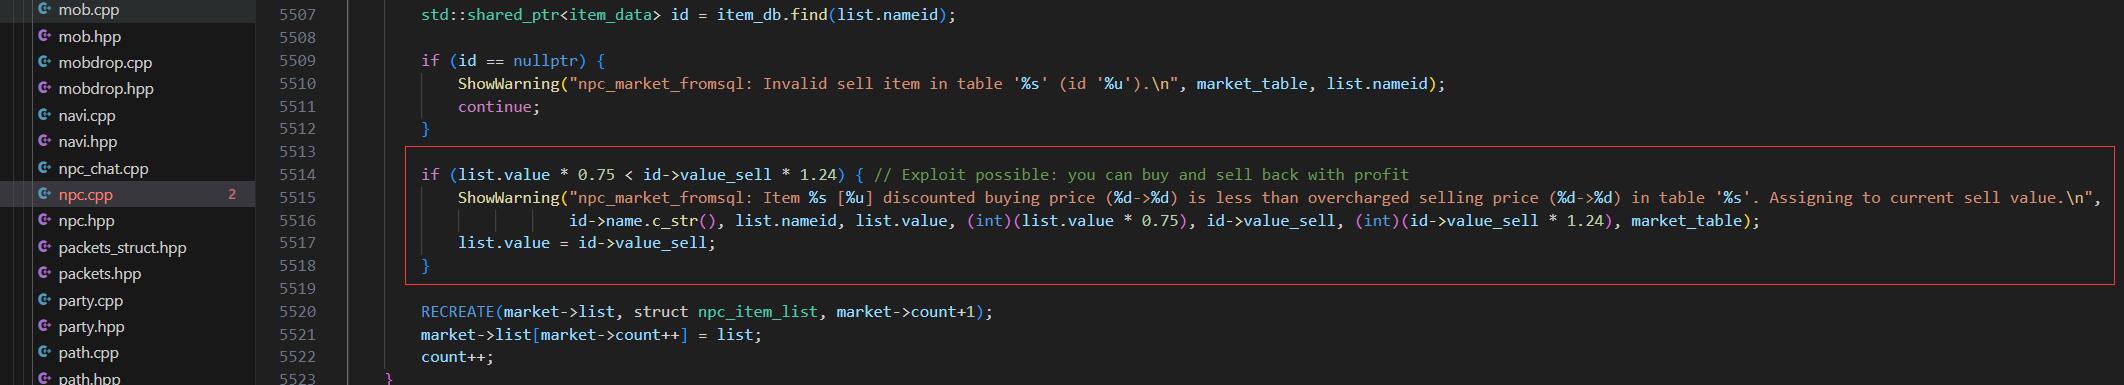 mob.cpp
mob.hpp
mobdrop.cpp
mobdrop.hpp
navi.cpp
navi.hpp
npc_chat.cpp
npc.cpp 2
npc.hpp
packets_struct.hpp
packets.hpp
party.cpp
party.hpp
path.cpp
path.hpp
5507 std::shared_ptr<item_data> id = item_db.find(list.nameid);
5508
5509 if (id == nullptr) {
5510 ShowWarning("npc_market_fromsql: Invalid sell item in table '%s' (id '%u').\n", market_table, list.nameid);
5511 continue;
5512 }
5513
5514 if (list.value * 0.75 < id->value_sell * 1.24) { // Exploit possible: you can buy and sell back with profit
5515 ShowWarning("npc_market_fromsql: Item %s [%u] discounted buying price (%d->%d) is less than overcharged selling price (%d->%d) in table '%s'. Assigning to current sell value.\n",
5516 id->name.c_str(), list.nameid, list.value, (int)(list.value * 0.75), id->value_sell, (int)(id->value_sell * 1.24), market_table);
5517 list.value = id->value_sell;
5518 }
5519
5520 RECREATE(market->list, struct npc_item_list, market->count+1);
5521 market->list[market->count++] = list;
5522 count++;
5523 }